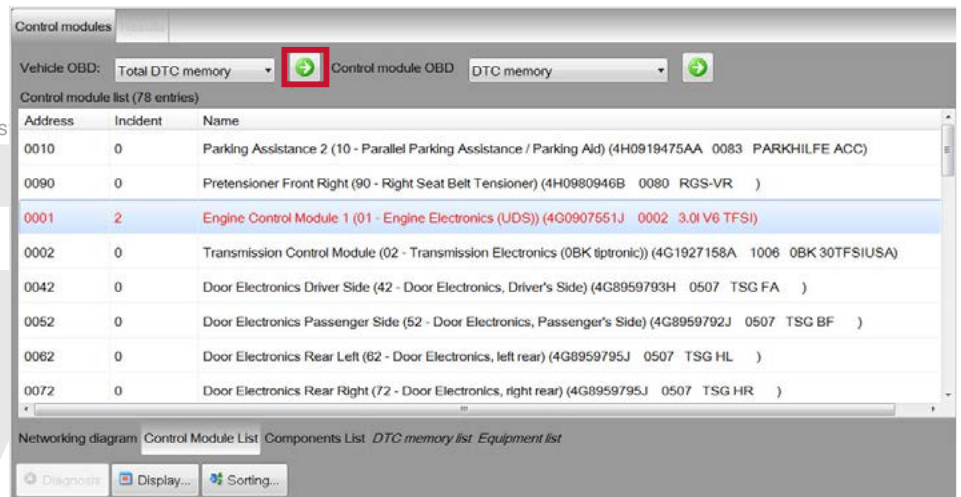 Control modules
Vehicle OBD: Total DTC memory Control module OBD DTC memory
Control module list (78 entries)
Address Incident Name
s
0010 0 Parking Assistance 2 (10 - Parallel Parking Assistance / Parking Aid) (4H0919475AA 0083 PARKHILFE ACC)
0090 0 Pretensioner Front Right (90 - Right Seat Belt Tensioner) (4H0980946B 0080 RGS-VR )
0001 2 Engine Control Module 1 (01 - Engine Electronics (UDS)) (4G0907551J 0002 3.0l V6 TFSI)
0002 0 Transmission Control Module (02 - Transmission Electronics (0BK tiptronic)) (4G1927158A 1006 0BK 30TFSIUSA)
0042 0 Door Electronics Driver Side (42 - Door Electronics, Driver's Side) (4G8959793H 0507 TSG FA )
0052 0 Door Electronics Passenger Side (52 - Door Electronics, Passenger's Side) (4G8959792J 0507 TSG BF )
0062 0 Door Electronics Rear Left (62 - Door Electronics, left rear) (4G8959795J 0507 TSG HL )
0072 0 Door Electronics Rear Right (72 - Door Electronics, right rear) (4G8959795J 0507 TSG HR )
Networking diagram Control Module List Components List DTC memory list Equipment list
Diagnosis Display... Sorting...